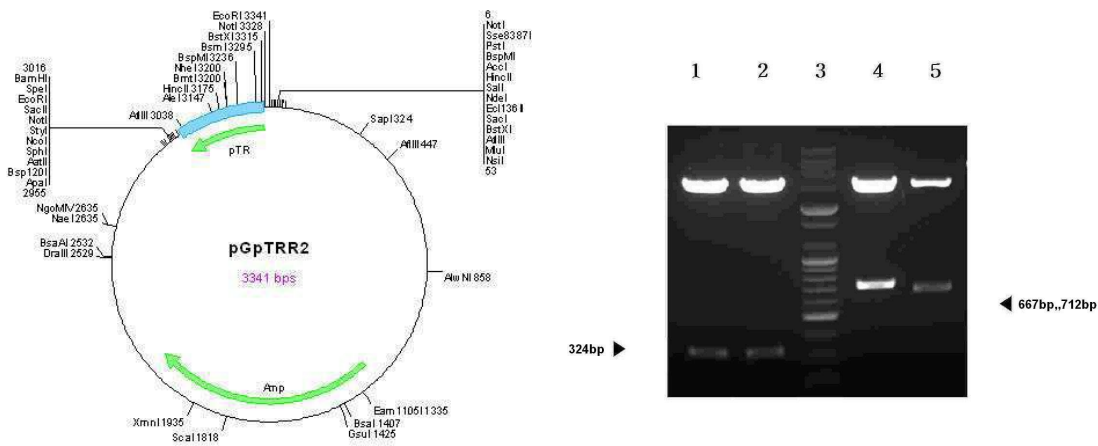 EcoRI 3341
NotI 3328
BstXI 3315
BsmI 3295
BspMI 3236
NheI 3200
BmtI 3200
HincII 3175
AleI 3147
AflIII 3038
3016
BamHI
SpeI
EcoRI
SacII
NotI
StyI
NcoI
SphI
AatII
Bsp120I
ApaI
2955
6
NotI
Sse8387I
PstI
BspMI
AccI
HincII
SalI
NdeI
Ecl136II
SacI
BstXI
AflIII
MluI
NsiI
53
SapI 324
AflIII 447
pTR
NgoMIV 2635
NaeI 2635
BsaAI 2532
DraIII 2529
pGpTRR2
3341 bps
AlwNI 858
Amp
Eam1105I 1335
BsaI 1407
GsuI 1425
XmnI 1935
ScaI 1818
1 2 3 4 5
324bp
667bp,,712bp